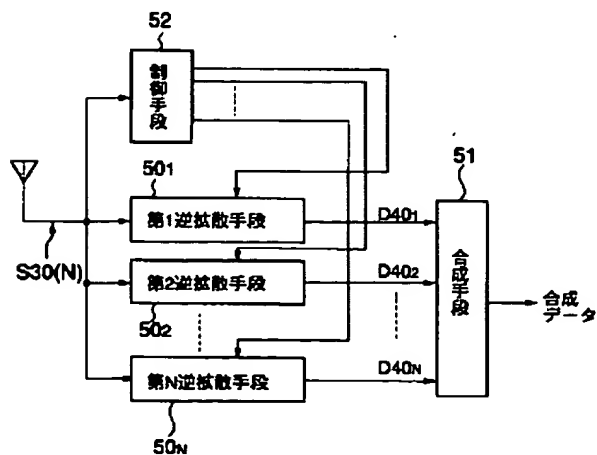 52
制御手段
501
51
第1逆拡散手段
D401
S30(N)
第2逆拡散手段
D402
502
合成手段
合成
データ
第N逆拡散手段
D40N
50N